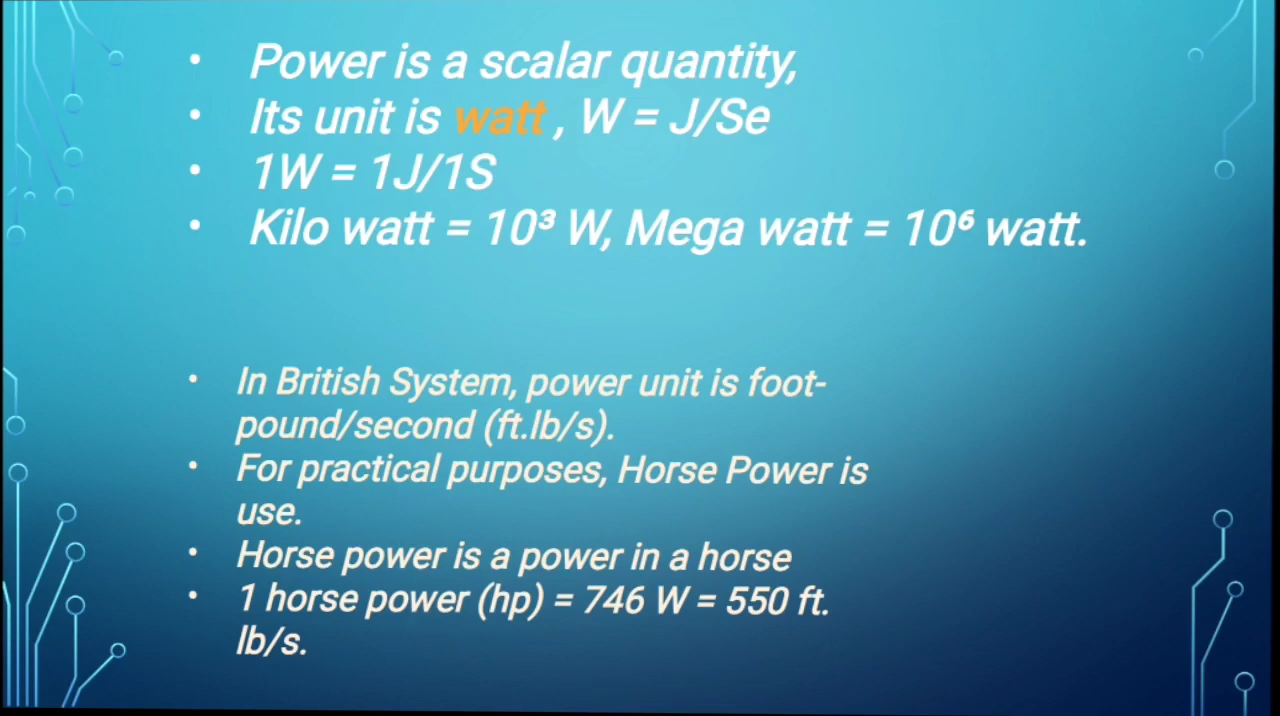 • Power is a scalar quantity,
• Its unit is watt , W = J/Se
• 1W = 1J/1S
• Kilo watt = 10³ W, Mega watt = 10⁶ watt.
• In British System, power unit is foot-
pound/second (ft.lb/s).
• For practical purposes, Horse Power is
use.
• Horse power is a power in a horse
• 1 horse power (hp) = 746 W = 550 ft.
lb/s.